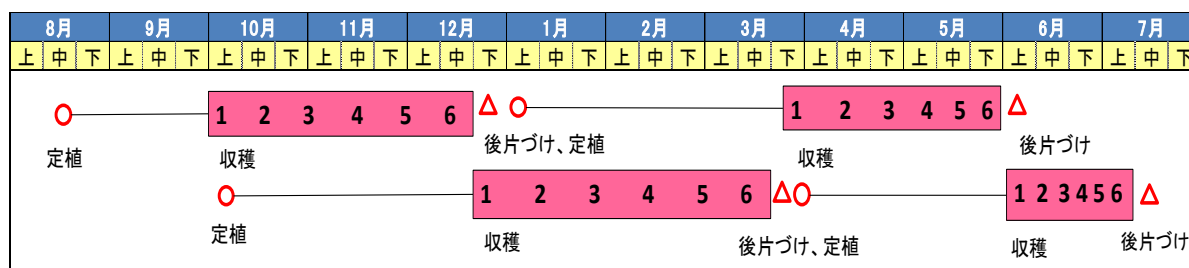 8月 9月 10月 11月 12月 1月 2月 3月 4月 5月 6月 7月
上 中 下 上 中 下 上 中 下 上 中 下 上 中 下 上 中 下 上 中 下 上 中 下 上 中 下 上 中 下 上 中 下 上 中 下
1 2 3 4 5 6 1 2 3 4 5 6
定植 収穫 後片づけ、定植 収穫 後片づけ
1 2 3 4 5 6 1 2 3 4 5 6
定植 収穫 後片づけ、定植 収穫 後片づけ